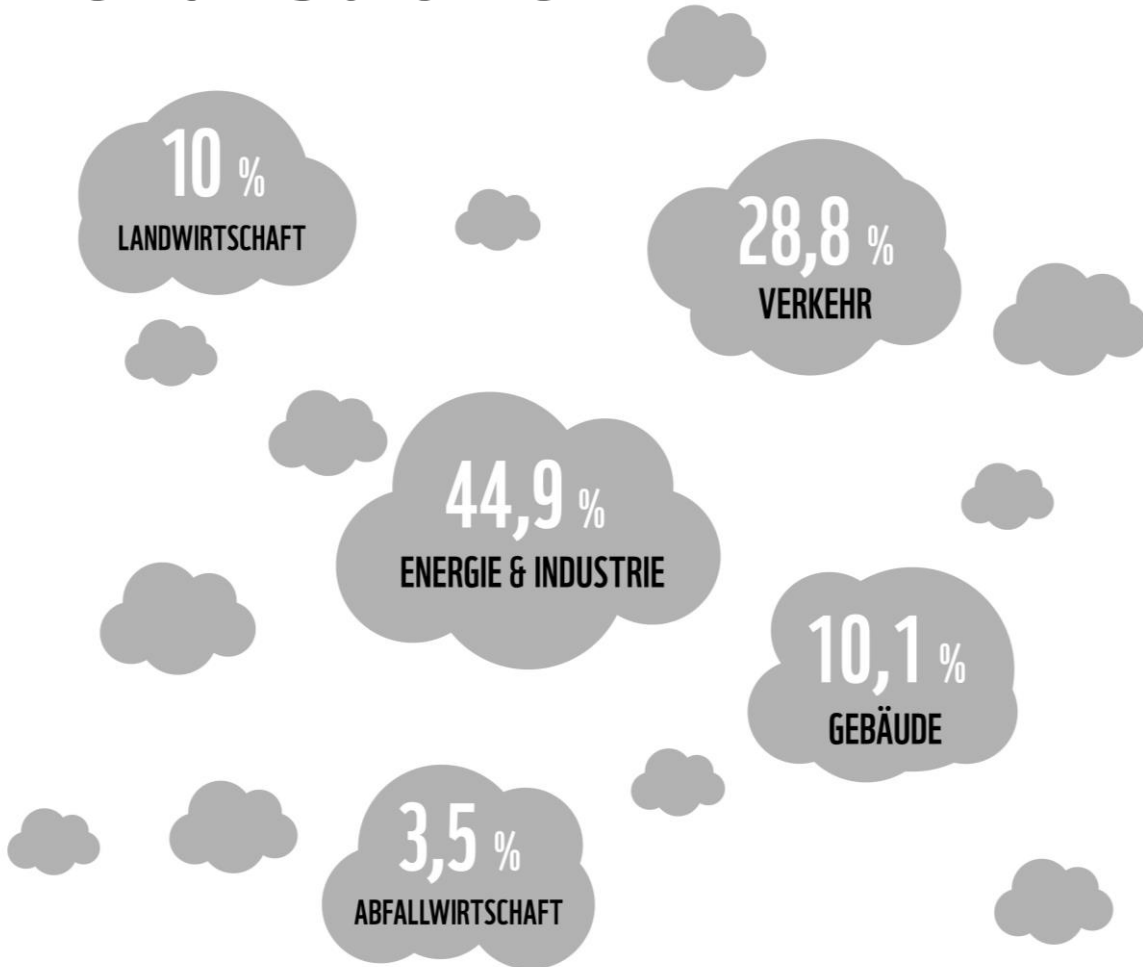 10 %
LANDWIRTSCHAFT
28,8 %
VERKEHR
44,9 %
ENERGIE & INDUSTRIE
10,1 %
GEBÄUDE
3,5 %
ABFALLWIRTSCHAFT